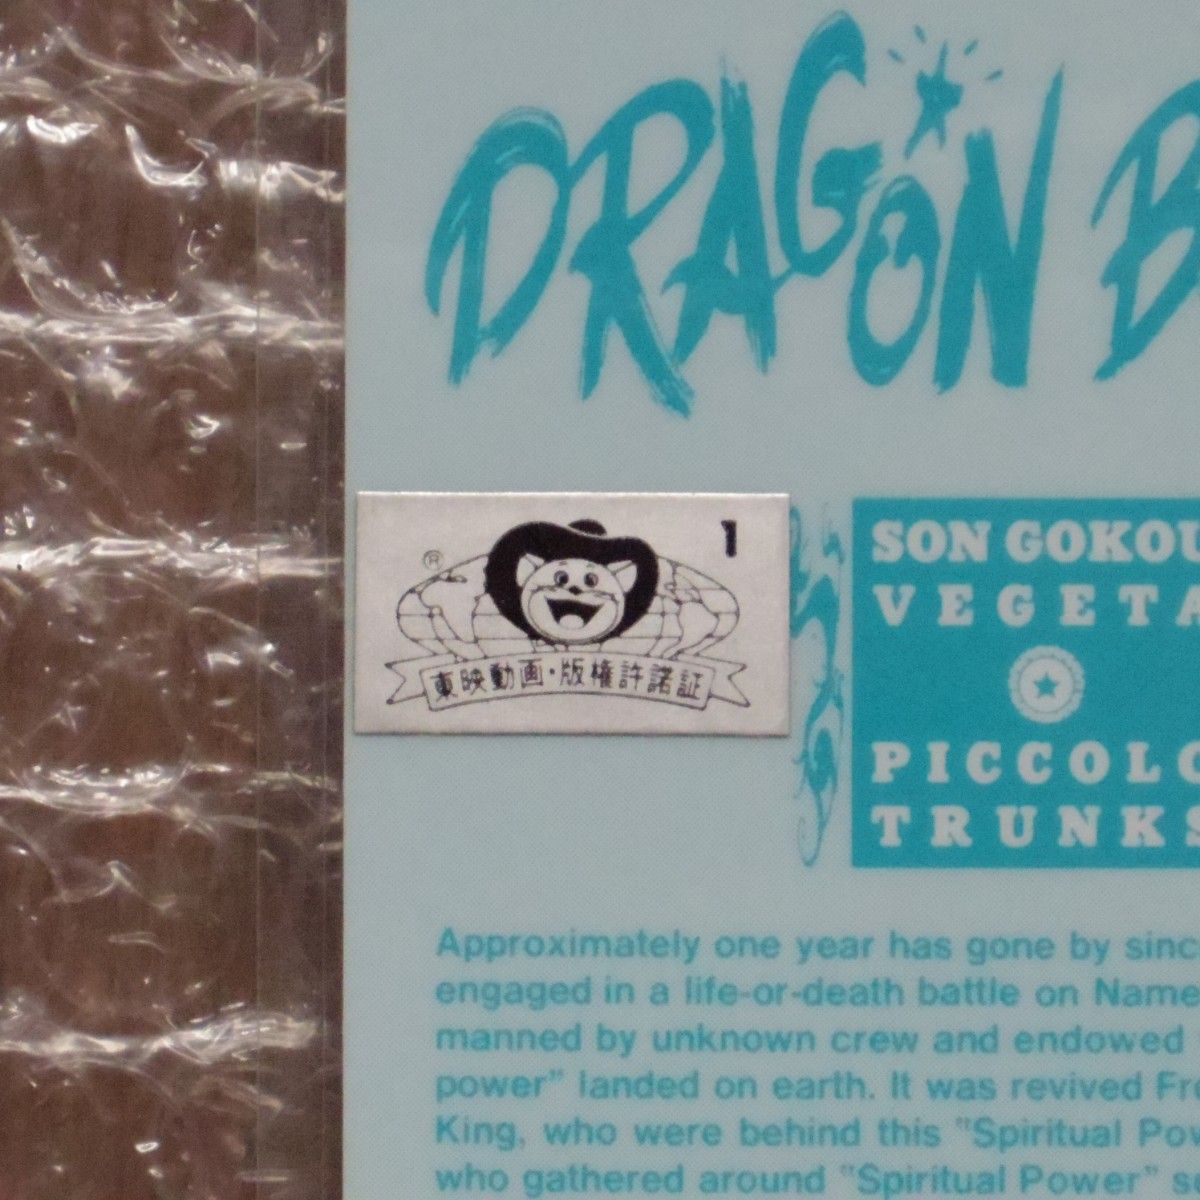 DRAGON B
1
®
東映動画・版権許諾証
SON GOKOU
VEGETA
PICCOLO
TRUNKS
Approximately one year has gone by sinc
engaged in a life-or-death battle on Name
manned by unknown crew and endowed
power" landed on earth. It was revived Fr
King, who were behind this "Spiritual Pow
who gathered around "Spiritual Power" s